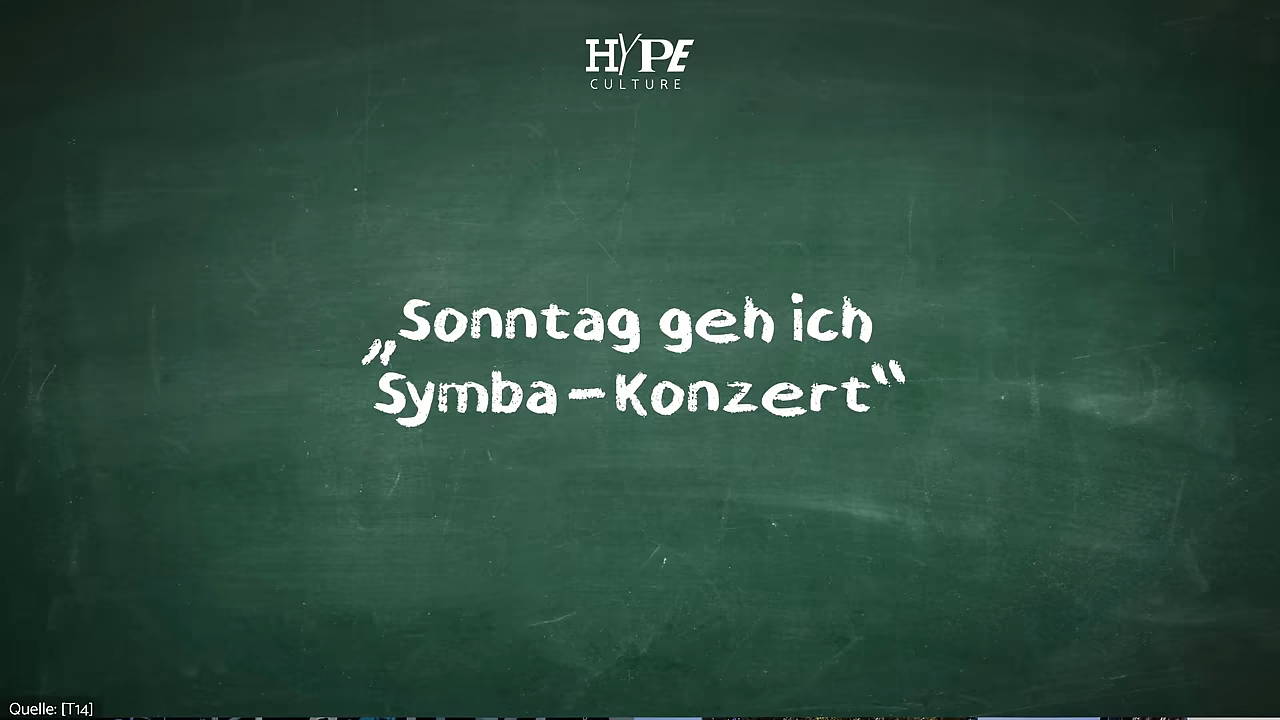 HYPE
CULTURE
„Sonntag geh ich
Symba-Konzert“
Quelle: [T14]